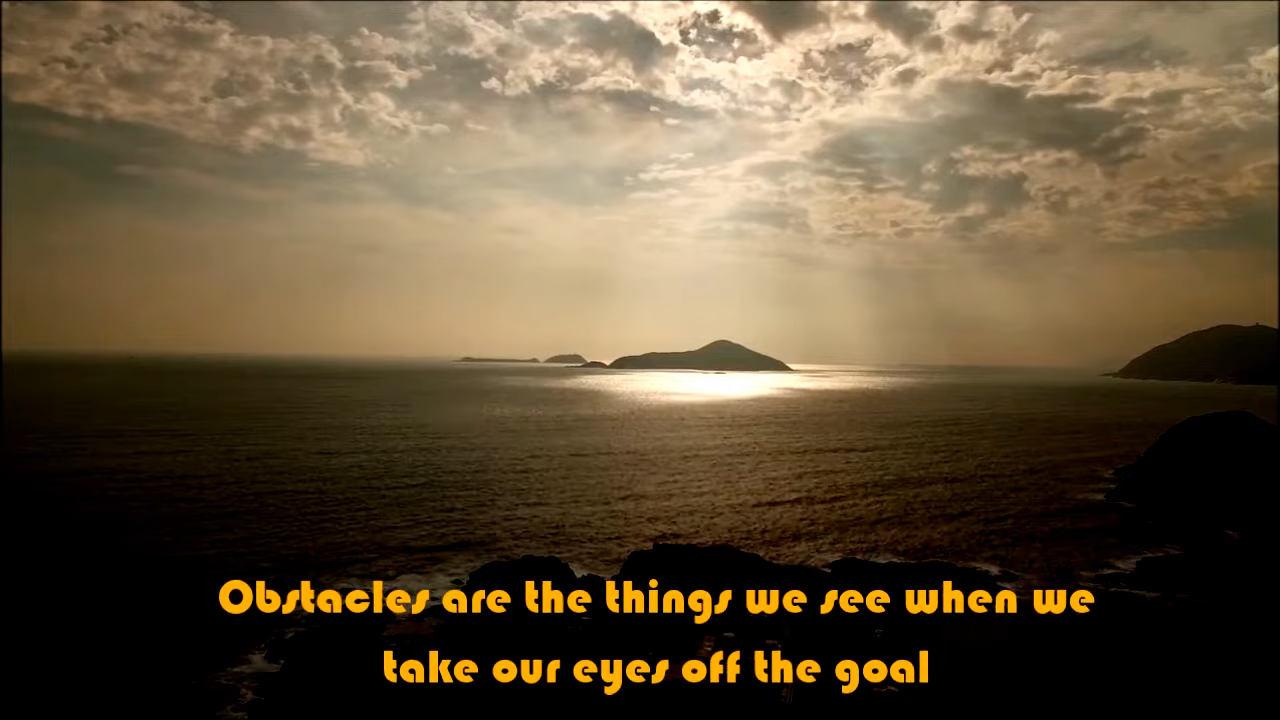 Obstacles are the things we see when we
take our eyes off the goal